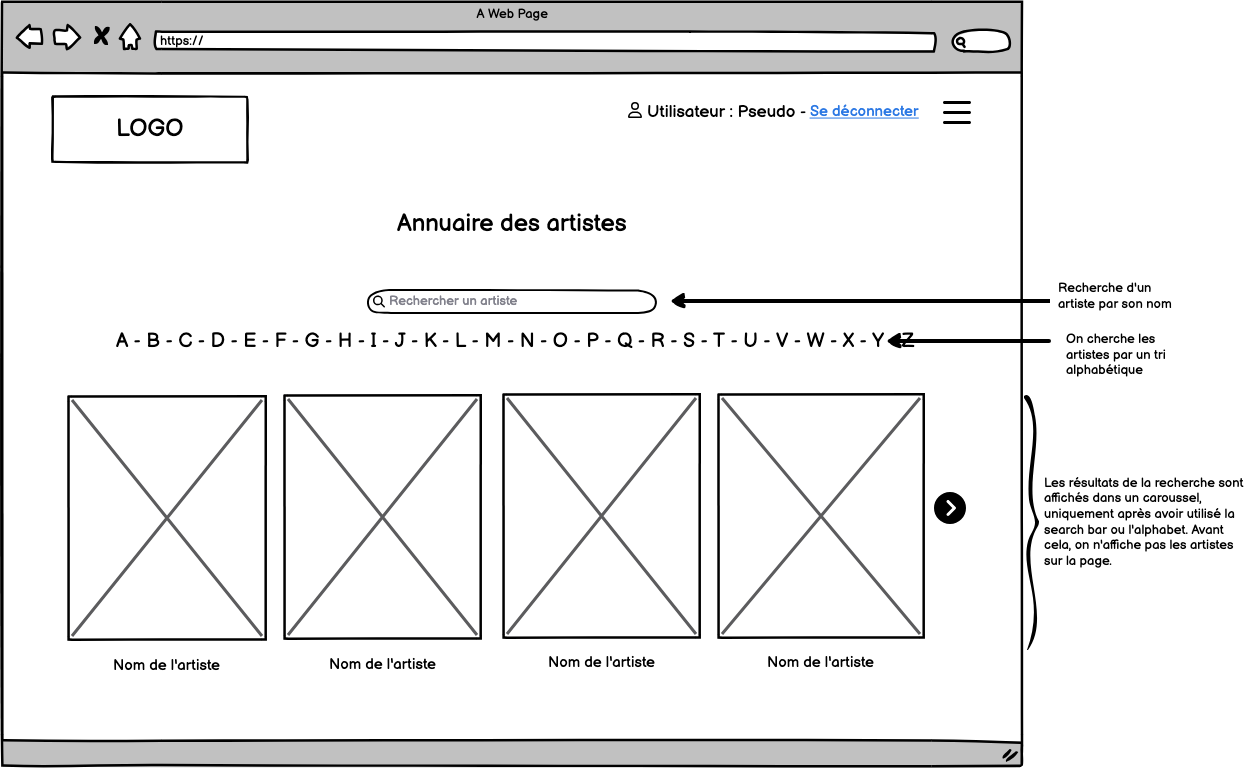 A Web Page
https://
LOGO
Utilisateur : Pseudo - Se déconnecter
Annuaire des artistes
Rechercher un artiste
Recherche d'un
artiste par son nom
A - B - C - D - E - F - G - H - I - J - K - L - M - N - O - P - Q - R - S - T - U - V - W - X - Y - Z
On cherche les
artistes par un tri
alphabétique
Les résultats de la recherche sont
affichés dans un caroussel,
uniquement après avoir utilisé la
search bar ou l'alphabet. Avant
cela, on n'affiche pas les artistes
sur la page.
Nom de l'artiste
Nom de l'artiste
Nom de l'artiste
Nom de l'artiste